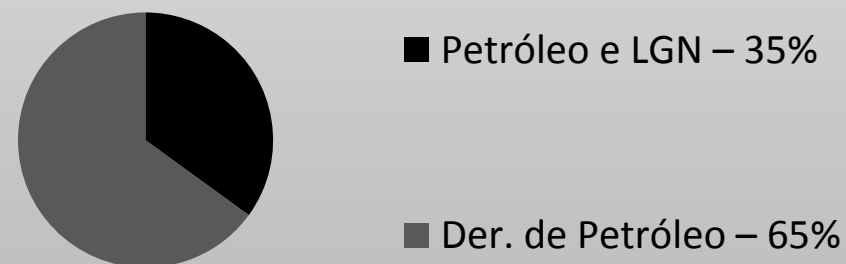 Petróleo e LGN – 35%
Der. de Petróleo – 65%